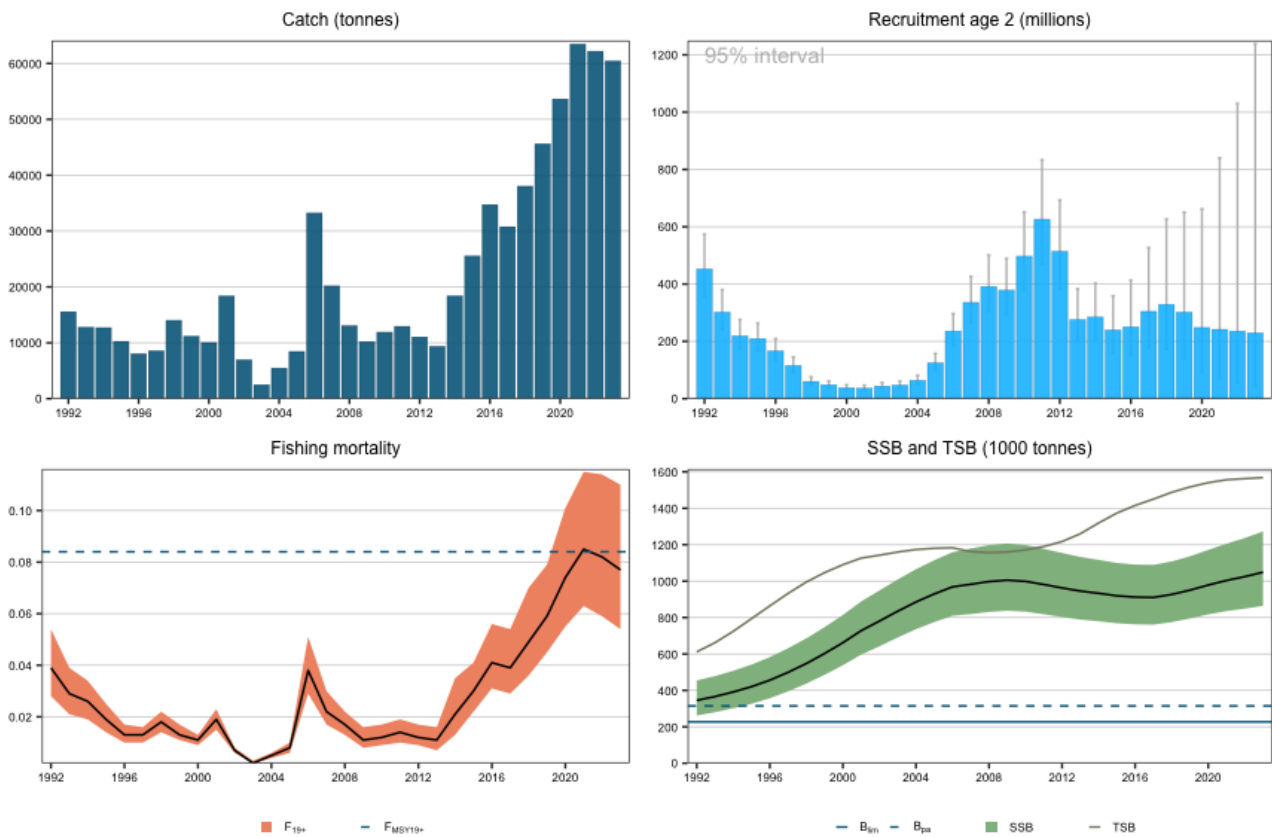 Catch (tonnes)
60000
50000
40000
30000
20000
10000
0
1992 1996 2000 2004 2008 2012 2016 2020
Recruitment age 2 (millions)
95% interval
1200
1000
800
600
400
200
0
1992 1996 2000 2004 2008 2012 2016 2020
Fishing mortality
0.10
0.08
0.06
0.04
0.02
1992 1996 2000 2004 2008 2012 2016 2020
F19+ FMSY19+
SSB and TSB (1000 tonnes)
1600
1400
1200
1000
800
600
400
200
0
1992 1996 2000 2004 2008 2012 2016 2020
Blim Bpa SSB TSB